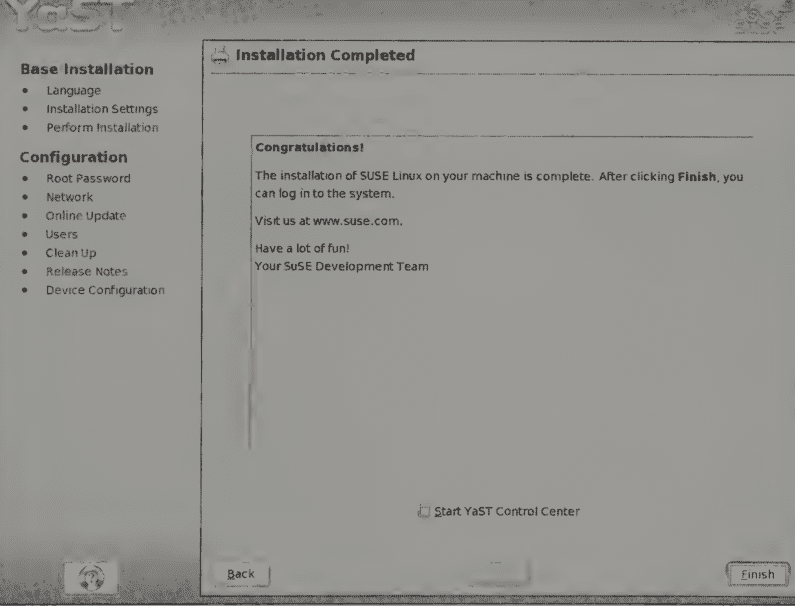 YaST
Base Installation
• Language
• Installation Settings
• Perform Installation
Configuration
• Root Password
• Network
• Online Update
• Users
• Clean Up
• Release Notes
• Device Configuration
Installation Completed
Congratulations!
The installation of SUSE Linux on your machine is complete. After clicking Finish, you
can log in to the system.
Visit us at www.suse.com.
Have a lot of fun!
Your SuSE Development Team
Start YaST Control Center
Back
Finish